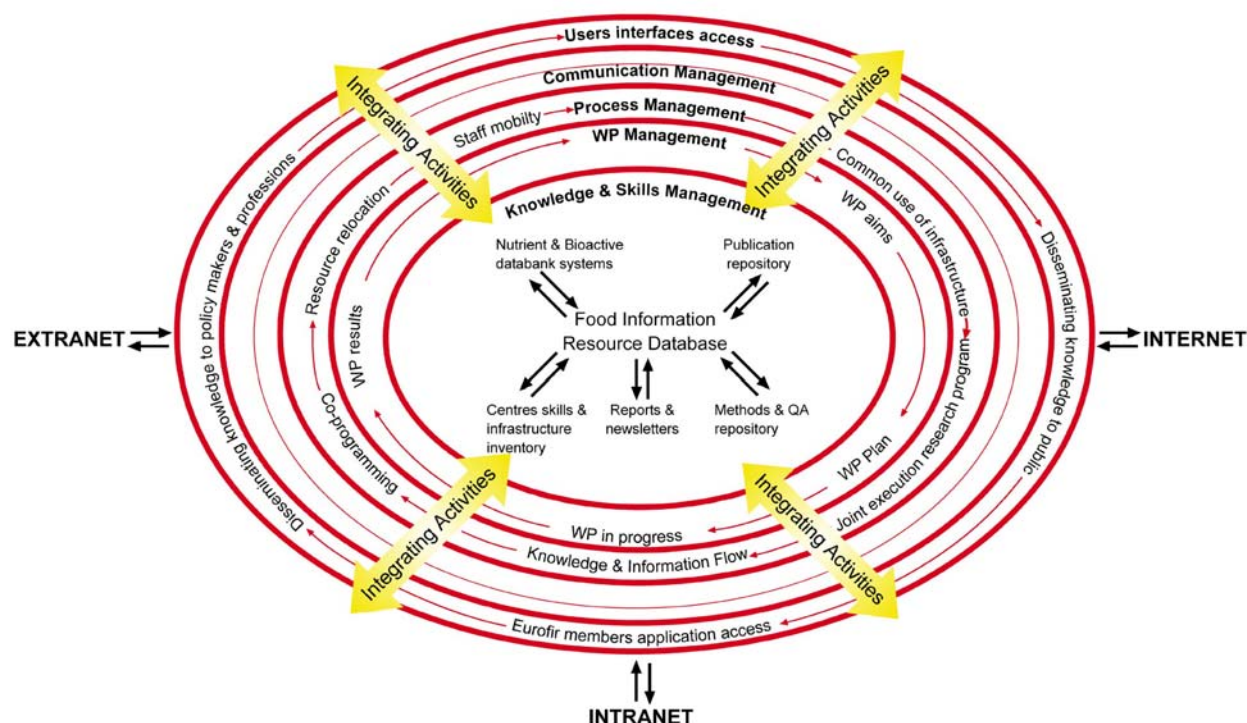 Users interfaces access
Communication Management
Process Management
WP Management
Knowledge & Skills Management
Integrating Activities
Integrating Activities
Staff mobilty
Resource relocation
Co-programming
Knowledge & Information Flow
Joint execution research program
Common use of infrastructure
WP aims
WP Plan
WP in progress
WP results
Disseminating knowledge to policy makers & professions
Disseminating knowledge to public
Nutrient & Bioactive
databank systems
Publication
repository
Food Information
Resource Database
Centres skills &
infrastructure
inventory
Reports &
newsletters
Methods & QA
repository
EXTRANET
INTERNET
Integrating Activities
Integrating Activities
Eurofir members application access
INTRANET